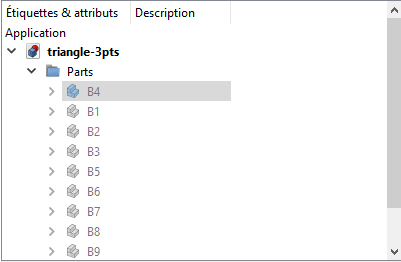 Étiquettes & attributs Description
Application
triangle-3pts
Parts
B4
B1
B2
B3
B5
B6
B7
B8
B9